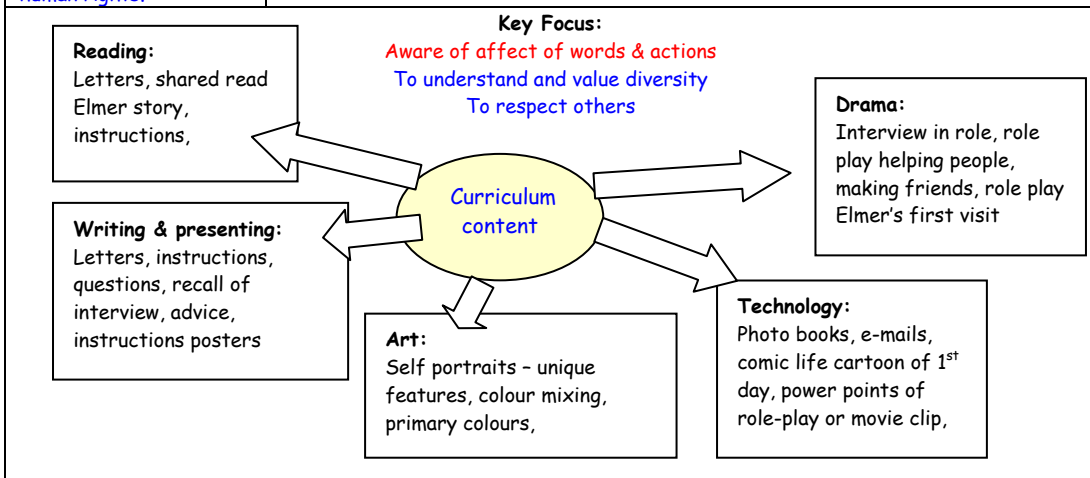 Key Focus:
Aware of affect of words & actions
To understand and value diversity
To respect others
Reading:
Letters, shared read
Elmer story,
instructions,
Drama:
Interview in role, role
play helping people,
making friends, role play
Elmer's first visit
Curriculum
content
Writing & presenting:
Letters, instructions,
questions, recall of
interview, advice,
instructions posters
Art:
Self portraits – unique
features, colour mixing,
primary colours,
Technology:
Photo books, e-mails,
comic life cartoon of 1st
day, power points of
role-play or movie clip,